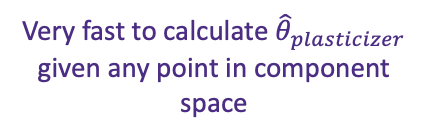 Very fast to calculate θ̂_plasticizer
given any point in component
space